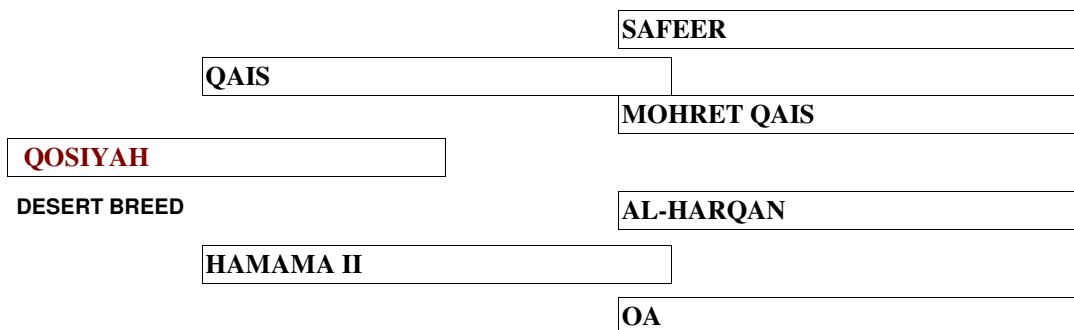 SAFEER
QAIS
MOHRET QAIS
QOSIYAH
DESERT BREED
AL-HARQAN
HAMAMA II
OA